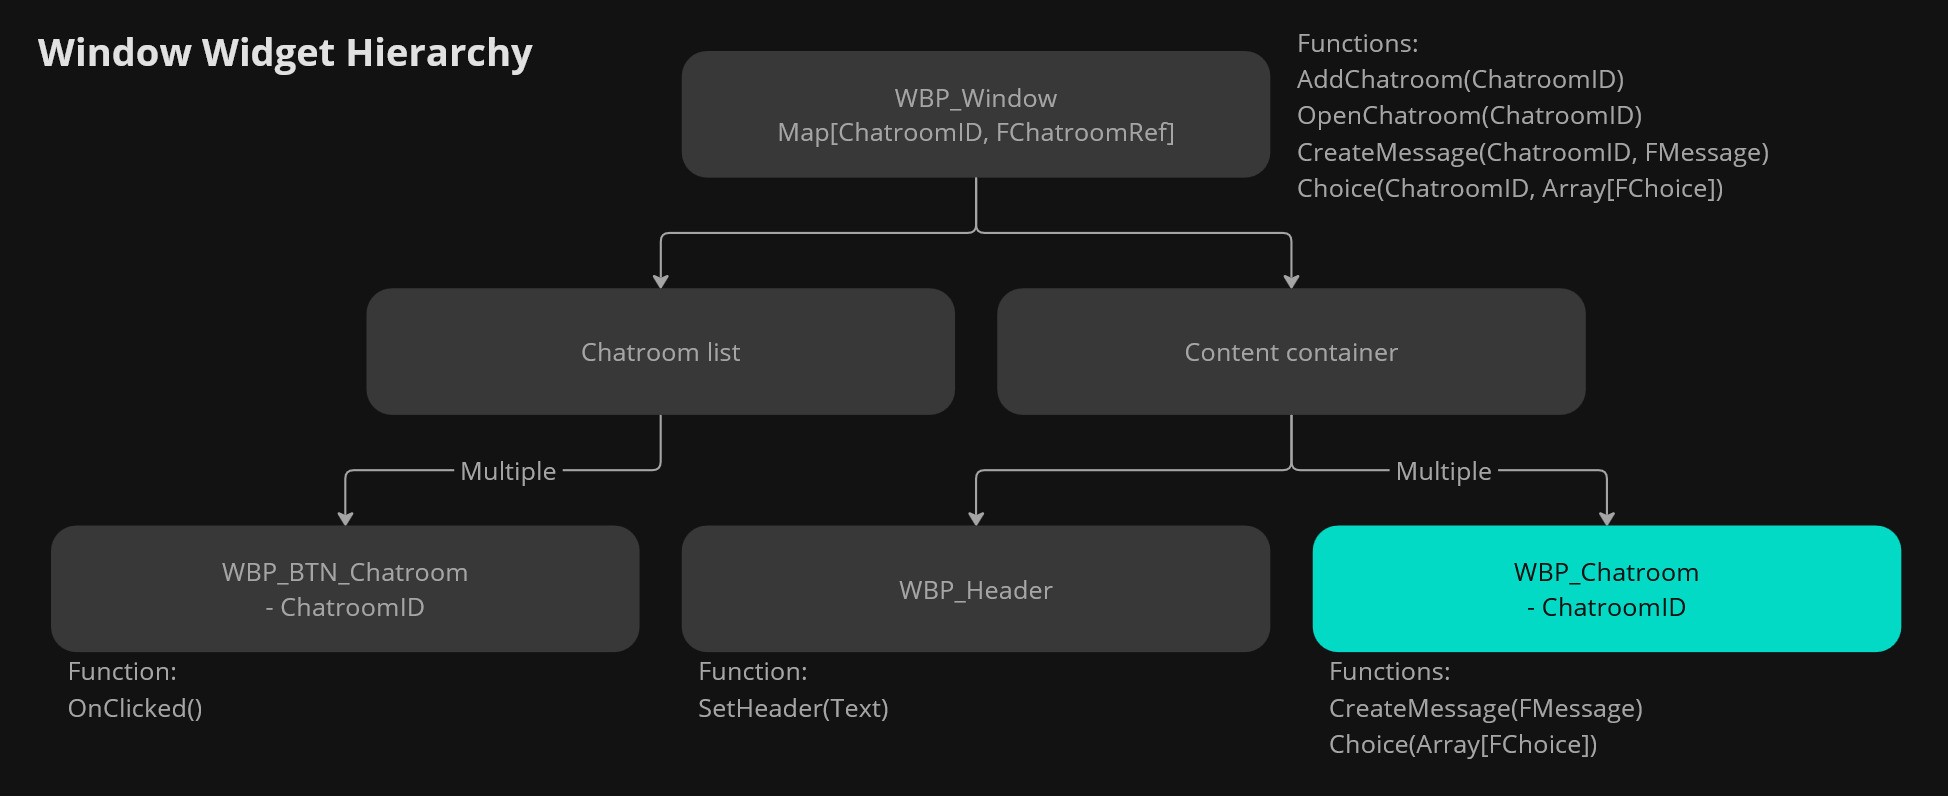 Window Widget Hierarchy
WBP_Window
Map[ChatroomID, FChatroomRef]
Functions:
AddChatroom(ChatroomID)
OpenChatroom(ChatroomID)
CreateMessage(ChatroomID, FMessage)
Choice(ChatroomID, Array[FChoice])
Chatroom list
Content container
Multiple
Multiple
WBP_BTN_Chatroom
- ChatroomID
Function:
OnClicked()
WBP_Header
Function:
SetHeader(Text)
WBP_Chatroom
- ChatroomID
Functions:
CreateMessage(FMessage)
Choice(Array[FChoice])